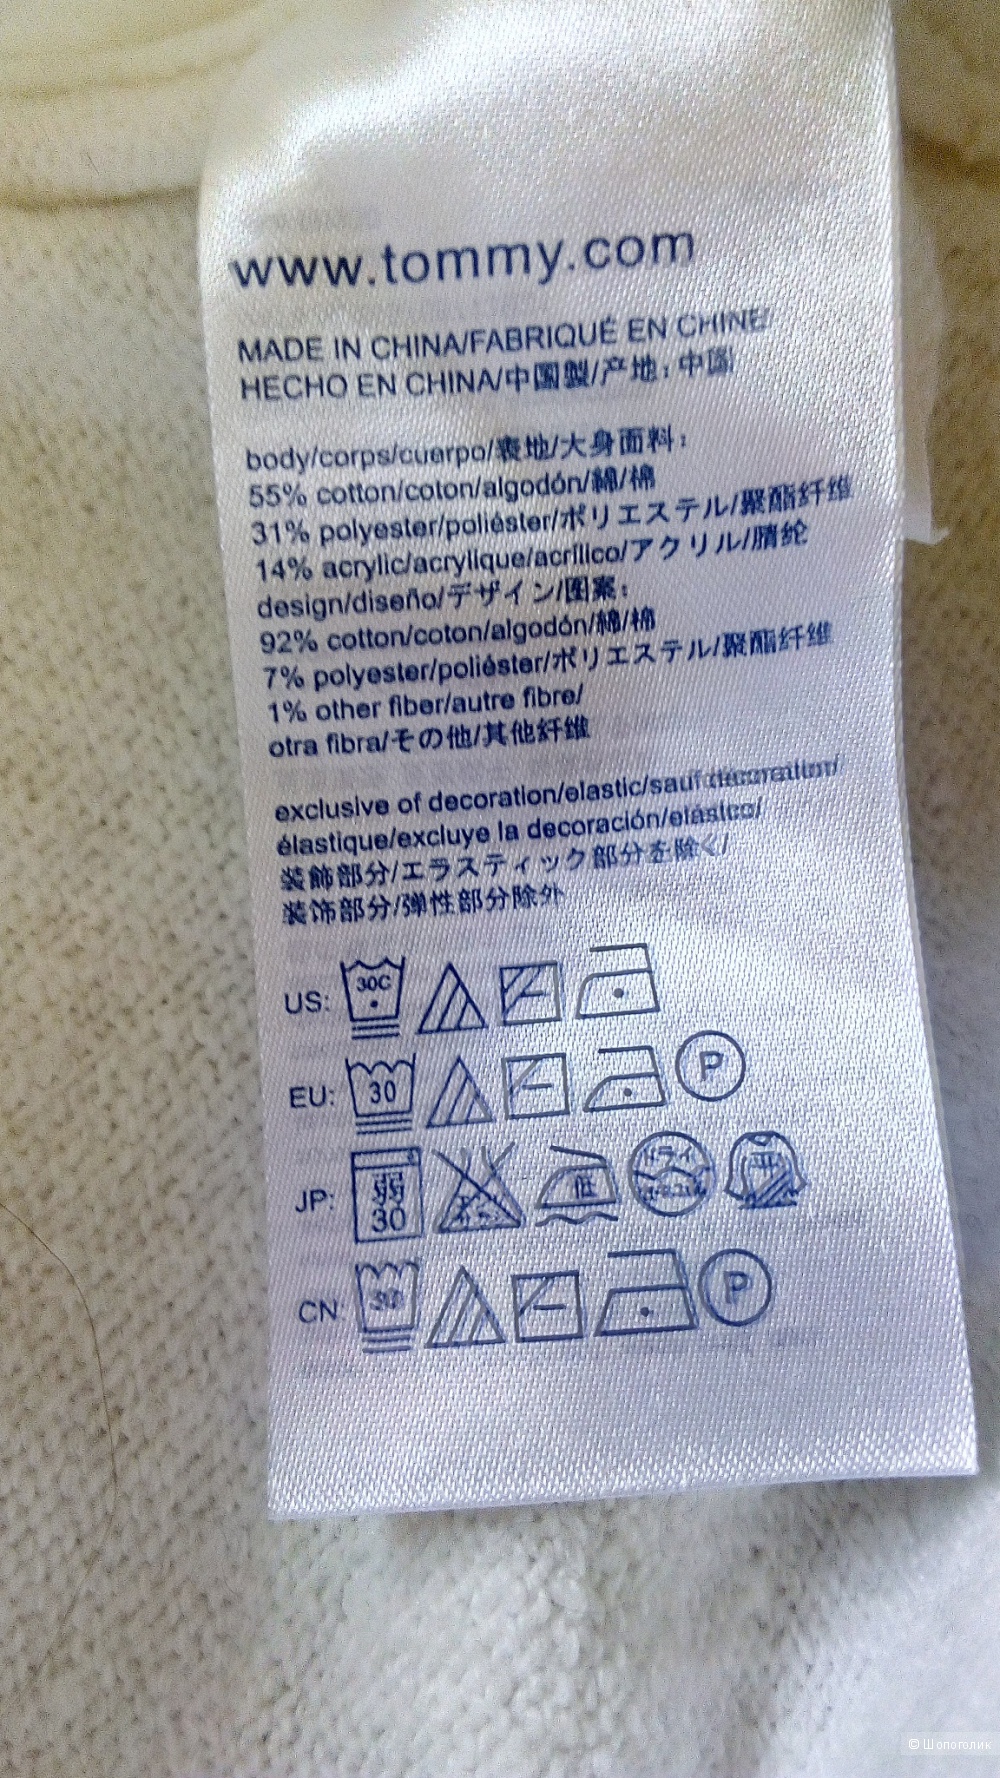 www.tommy.com
MADE IN CHINA/FABRIQUÉ EN CHINE/
HECHO EN CHINA/中国製/产地: 中国
body/corps/cuerpo/表地/大身面料:
55% cotton/coton/algodón/綿/棉
31% polyester/poliéster/ポリエステル/聚酯纤维
14% acrylic/acrylique/acrílico/アクリル/腈纶
design/diseño/デザイン/图案:
92% cotton/coton/algodón/綿/棉
7% polyester/poliéster/ポリエステル/聚酯纤维
1% other fiber/autre fibre/
otra fibra/その他/其他纤维
exclusive of decoration/elastic/sauf décoration/
élastique/excluye la decoración/elástico/
装飾部分/エラスティック部分を除く/
装饰部分/弹性部分除外
US: 30C
EU: 30 P
JP: 弱 30 低 ドライ 平
CN 30 P
© Шопоголик